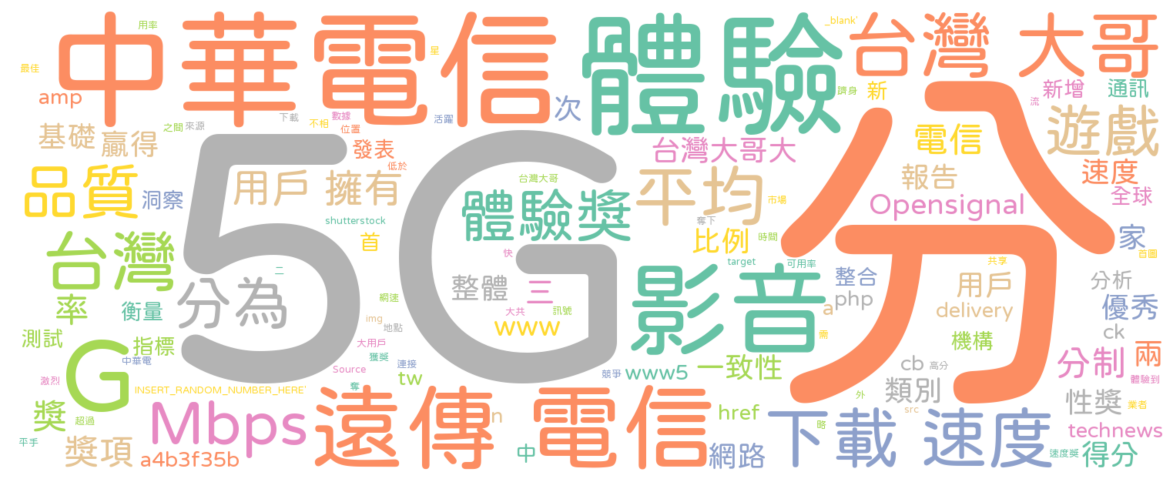 中華電信
體驗
台灣 大哥
用率
_blank'
星
最佳
amp
下載
數據
活躍
次
新
新增
通訊
流
遊戲
基礎
贏得
之間
來源
不相
位置
發表
低於
台灣大哥大
電信
速度
品質
洞察
5G
用戶 擁有
台灣大哥
體驗獎
平均
市場
報告
全球
分
Opensignal
shutterstock
首
奪下
比例
時間
家
台灣
二
快
target
可用率
共享
率
衡量
分為
整體
三
影音
整合
用戶
分析
優秀
網速
大共
訊號
a
php
delivery
測試
指標
img
地點
www
需
機構
ck
G
中華電
大用戶
獲獎
連接
一致性
cb
高分
分制
兩
激烈
INSERT_RANDOM_NUMBER_HERE'
Source
tw
競爭
www5
類別
外
體驗到
獎
超過
奪
Mbps
遠傳 電信
n
href
下載 速度
src
性獎
業者
平手
獎項
a4b3f35b
中
網路
略
technews
速度獎
得分